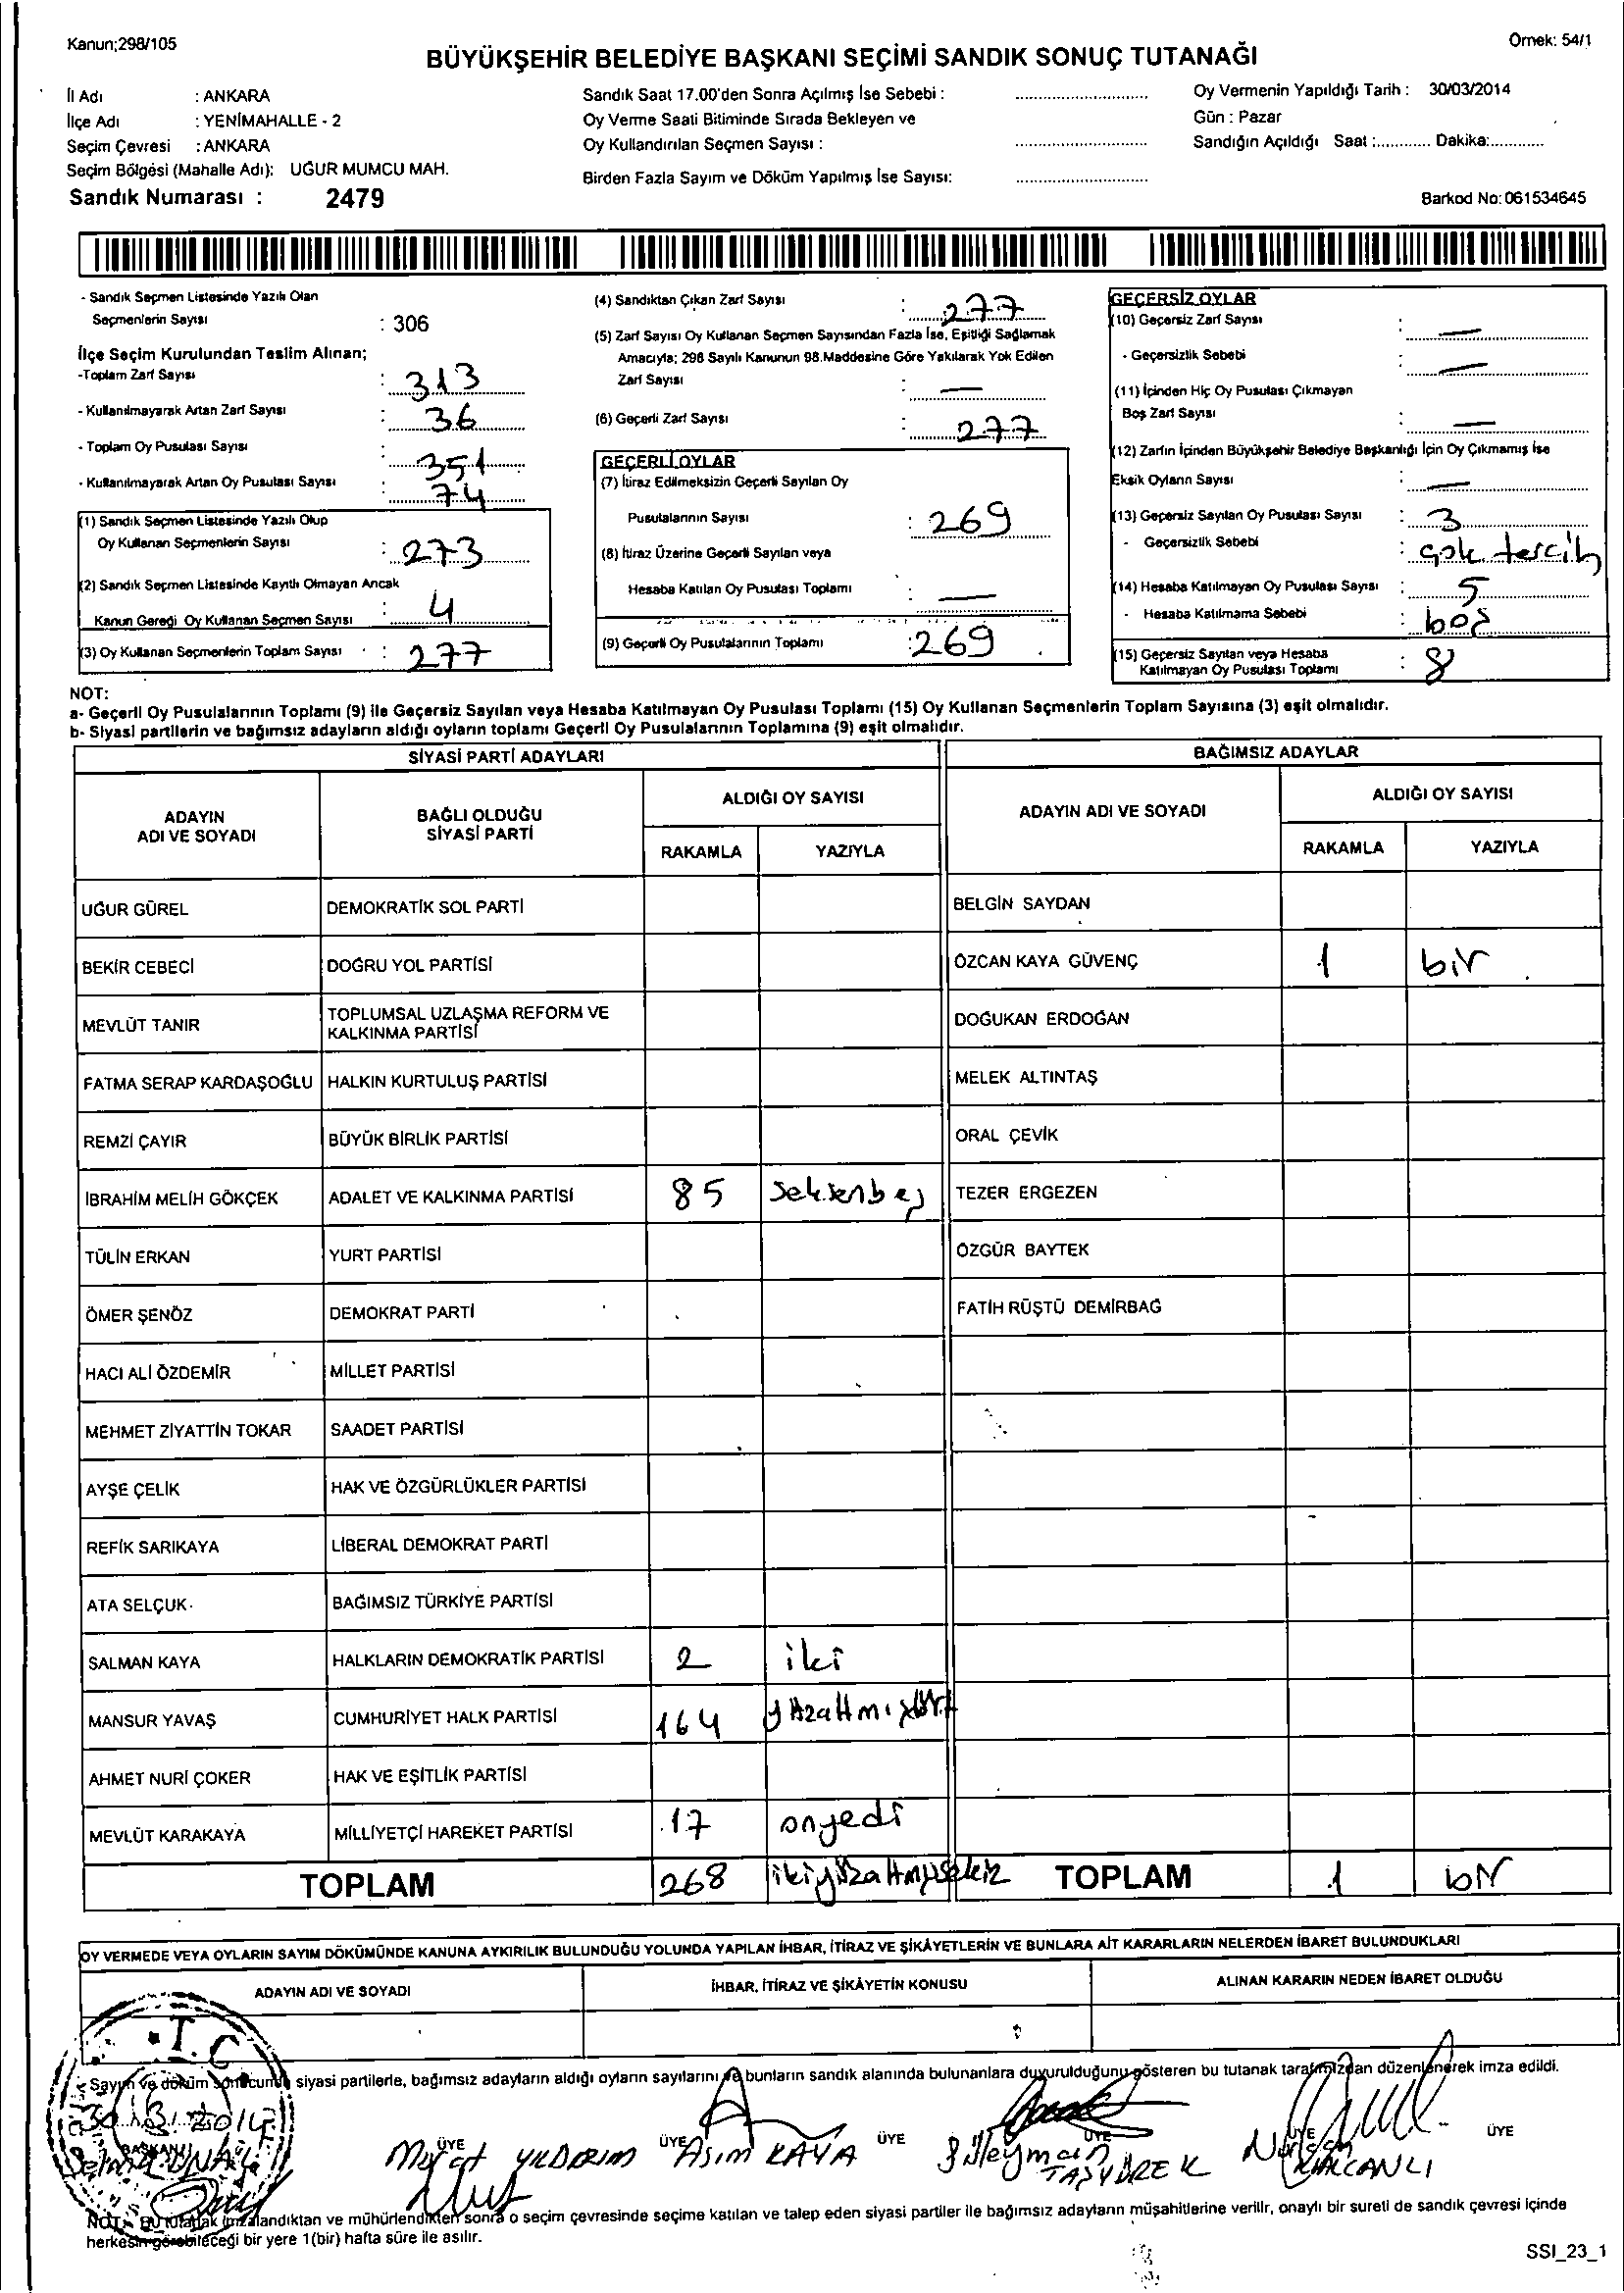 Kanun;298/105
Örnek: 54/1
BÜYÜKŞEHİR BELEDİYE BAŞKANI SEÇİMİ SANDIK SONUÇ TUTANAĞI
İl Adı : ANKARA
İlçe Adı : YENİMAHALLE - 2
Seçim Çevresi : ANKARA
Seçim Bölgesi (Mahalle Adı): UĞUR MUMCU MAH.
Sandık Numarası : 2479
Sandık Saat 17.00'den Sonra Açılmış İse Sebebi : ............
Oy Verme Saati Bitiminde Sırada Bekleyen ve
Oy Kullandırılan Seçmen Sayısı : ............
Birden Fazla Sayım ve Döküm Yapılmış İse Sayısı: ............
Oy Vermenin Yapıldığı Tarih : 30/03/2014
Gün : Pazar
Sandığın Açıldığı Saat :............ Dakika:............
Barkod No: 061534645
- Sandık Seçmen Listesinde Yazılı Olan
Seçmenlerin Sayısı : 306
İlçe Seçim Kurulundan Teslim Alınan;
-Toplam Zarf Sayısı : 313
- Kullanılmayarak Artan Zarf Sayısı : 36
- Toplam Oy Pusulası Sayısı : 351
- Kullanılmayarak Artan Oy Pusulası Sayısı : 74
(1) Sandık Seçmen Listesinde Yazılı Olup
Oy Kullanan Seçmenlerin Sayısı : 273
(2) Sandık Seçmen Listesinde Kayıtlı Olmayan Ancak
Kanun Gereği Oy Kullanan Seçmen Sayısı : 4
(3) Oy Kullanan Seçmenlerin Toplam Sayısı : 277
(4) Sandıktan Çıkan Zarf Sayısı : 277
(5) Zarf Sayısı Oy Kullanan Seçmen Sayısından Fazla İse, Eşitliği Sağlamak
Amacıyla; 298 Sayılı Kanunun 98.Maddesine Göre Yakılarak Yok Edilen
Zarf Sayısı : —
(6) Geçerli Zarf Sayısı : 277
GEÇERLİ OYLAR
(7) İtiraz Edilmeksizin Geçerli Sayılan Oy
Pusulalarının Sayısı : 269
(8) İtiraz Üzerine Geçerli Sayılan veya
Hesaba Katılan Oy Pusulası Toplamı : —
(9) Geçerli Oy Pusulalarının Toplamı : 269
GEÇERSİZ OYLAR
(10) Geçersiz Zarf Sayısı : —
- Geçersizlik Sebebi : —
(11) İçinden Hiç Oy Pusulası Çıkmayan
Boş Zarf Sayısı : —
(12) Zarfın İçinden Büyükşehir Belediye Başkanlığı İçin Oy Çıkmamış İse
Eksik Oyların Sayısı : —
(13) Geçersiz Sayılan Oy Pusulası Sayısı : 3
- Geçersizlik Sebebi : çok tercih
(14) Hesaba Katılmayan Oy Pusulası Sayısı : 5
- Hesaba Katılmama Sebebi : boş
(15) Geçersiz Sayılan veya Hesaba
Katılmayan Oy Pusulası Toplamı : 8
NOT:
a- Geçerli Oy Pusulalarının Toplamı (9) ile Geçersiz Sayılan veya Hesaba Katılmayan Oy Pusulası Toplamı (15) Oy Kullanan Seçmenlerin Toplam Sayısına (3) eşit olmalıdır.
b- Siyasi partilerin ve bağımsız adayların aldığı oyların toplamı Geçerli Oy Pusulalarının Toplamına (9) eşit olmalıdır.
SİYASİ PARTİ ADAYLARI
ADAYIN
ADI VE SOYADI
BAĞLI OLDUĞU
SİYASİ PARTİ
ALDIĞI OY SAYISI
RAKAMLA YAZIYLA
UĞUR GÜREL DEMOKRATİK SOL PARTİ
BEKİR CEBECİ DOĞRU YOL PARTİSİ
MEVLÜT TANIR TOPLUMSAL UZLAŞMA REFORM VE
KALKINMA PARTİSİ
FATMA SERAP KARDAŞOĞLU HALKIN KURTULUŞ PARTİSİ
REMZİ ÇAYIR BÜYÜK BİRLİK PARTİSİ
İBRAHİM MELİH GÖKÇEK ADALET VE KALKINMA PARTİSİ 85 seksenbeş
TÜLİN ERKAN YURT PARTİSİ
ÖMER ŞENÖZ DEMOKRAT PARTİ
HACI ALİ ÖZDEMİR MİLLET PARTİSİ
MEHMET ZİYATTİN TOKAR SAADET PARTİSİ
AYŞE ÇELİK HAK VE ÖZGÜRLÜKLER PARTİSİ
REFİK SARIKAYA LİBERAL DEMOKRAT PARTİ
ATA SELÇUK BAĞIMSIZ TÜRKİYE PARTİSİ
SALMAN KAYA HALKLARIN DEMOKRATİK PARTİSİ 2 iki
MANSUR YAVAŞ CUMHURİYET HALK PARTİSİ 164 yüzaltmışdört
AHMET NURİ ÇOKER HAK VE EŞİTLİK PARTİSİ
MEVLÜT KARAKAYA MİLLİYETÇİ HAREKET PARTİSİ 17 onyedi
TOPLAM 268 ikiyüzaltmışsekiz
BAĞIMSIZ ADAYLAR
ADAYIN ADI VE SOYADI
ALDIĞI OY SAYISI
RAKAMLA YAZIYLA
BELGİN SAYDAN
ÖZCAN KAYA GÜVENÇ 1 bir
DOĞUKAN ERDOĞAN
MELEK ALTINTAŞ
ORAL ÇEVİK
TEZER ERGEZEN
ÖZGÜR BAYTEK
FATİH RÜŞTÜ DEMİRBAĞ
TOPLAM 1 bir
OY VERMEDE VEYA OYLARIN SAYIM DÖKÜMÜNDE KANUNA AYKIRILIK BULUNDUĞU YOLUNDA YAPILAN İHBAR, İTİRAZ VE ŞİKÂYETLERİN VE BUNLARA AİT KARARLARIN NELERDEN İBARET BULUNDUKLARI
ADAYIN ADI VE SOYADI İHBAR, İTİRAZ VE ŞİKÂYETİN KONUSU ALINAN KARARIN NEDEN İBARET OLDUĞU
T.C.
Sayım ve döküm sonucunda siyasi partilerle, bağımsız adayların aldığı oyların sayılarını ve bunların sandık alanında bulunanlara duyurulduğunu gösteren bu tutanak tarafımızdan düzenlenerek imza edildi.
30.3.2014
BAŞKAN ÜYE ÜYE ÜYE ÜYE ÜYE ÜYE
Murat YILDIRIM Asım KAYA Süleyman TAŞYÜREK
NOT: Bu tutanak imzalandıktan ve mühürlendikten sonra o seçim çevresinde seçime katılan ve talep eden siyasi partiler ile bağımsız adayların müşahitlerine verilir, onaylı bir sureti de sandık çevresi içinde
herkesin görebileceği bir yere 1(bir) hafta süre ile asılır.
SSI_23_1